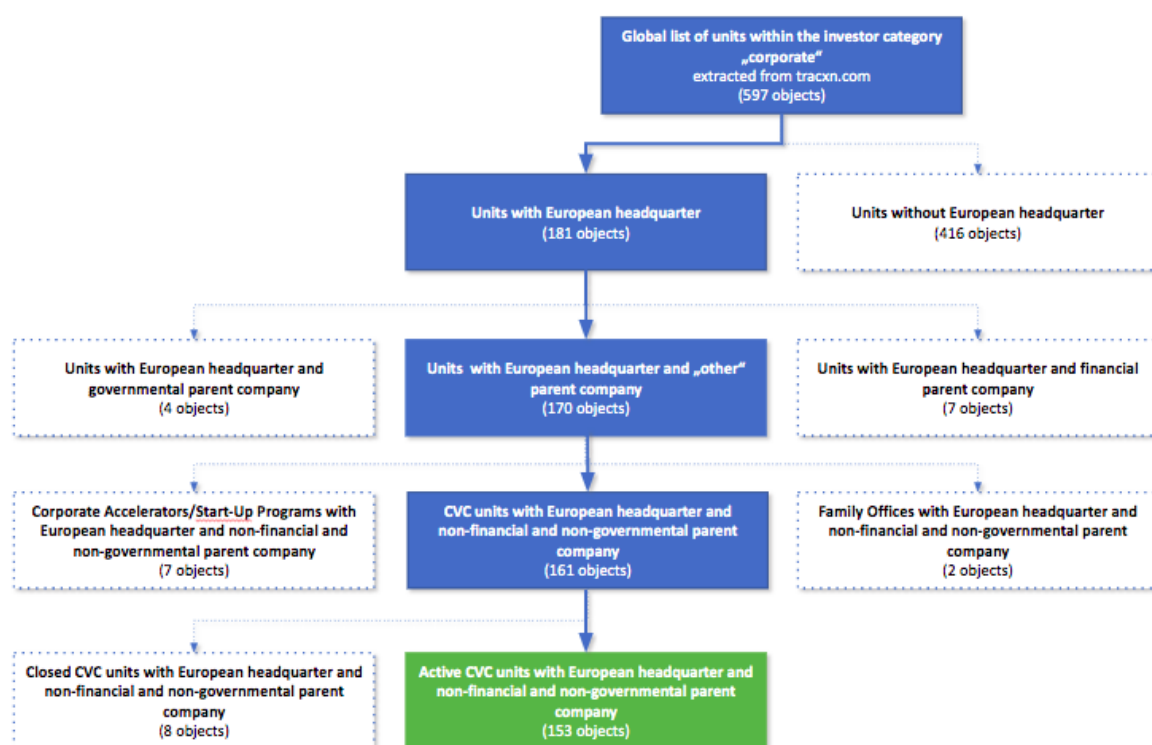 Global list of units within the investor category
„corporate“
extracted from tracxn.com
(597 objects)
Units with European headquarter
(181 objects)
Units without European headquarter
(416 objects)
Units with European headquarter and
governmental parent company
(4 objects)
Units with European headquarter and „other“
parent company
(170 objects)
Units with European headquarter and financial
parent company
(7 objects)
Corporate Accelerators/Start-Up Programs with
European headquarter and non-financial and
non-governmental parent company
(7 objects)
CVC units with European headquarter and
non-financial and non-governmental parent
company
(161 objects)
Family Offices with European headquarter and
non-financial and non-governmental parent
company
(2 objects)
Closed CVC units with European headquarter and
non-financial and non-governmental parent
company
(8 objects)
Active CVC units with European headquarter and
non-financial and non-governmental parent
company
(153 objects)